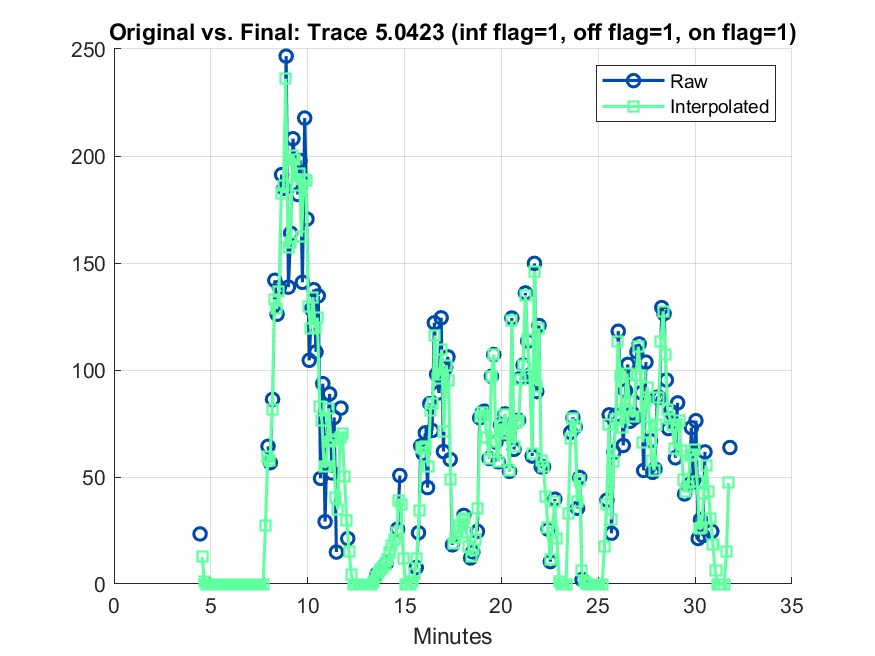 Original vs. Final: Trace 5.0423 (inf flag=1, off flag=1, on flag=1)
250
200
150
100
50
0
Raw
Interpolated
0 5 10 15 20 25 30 35
Minutes